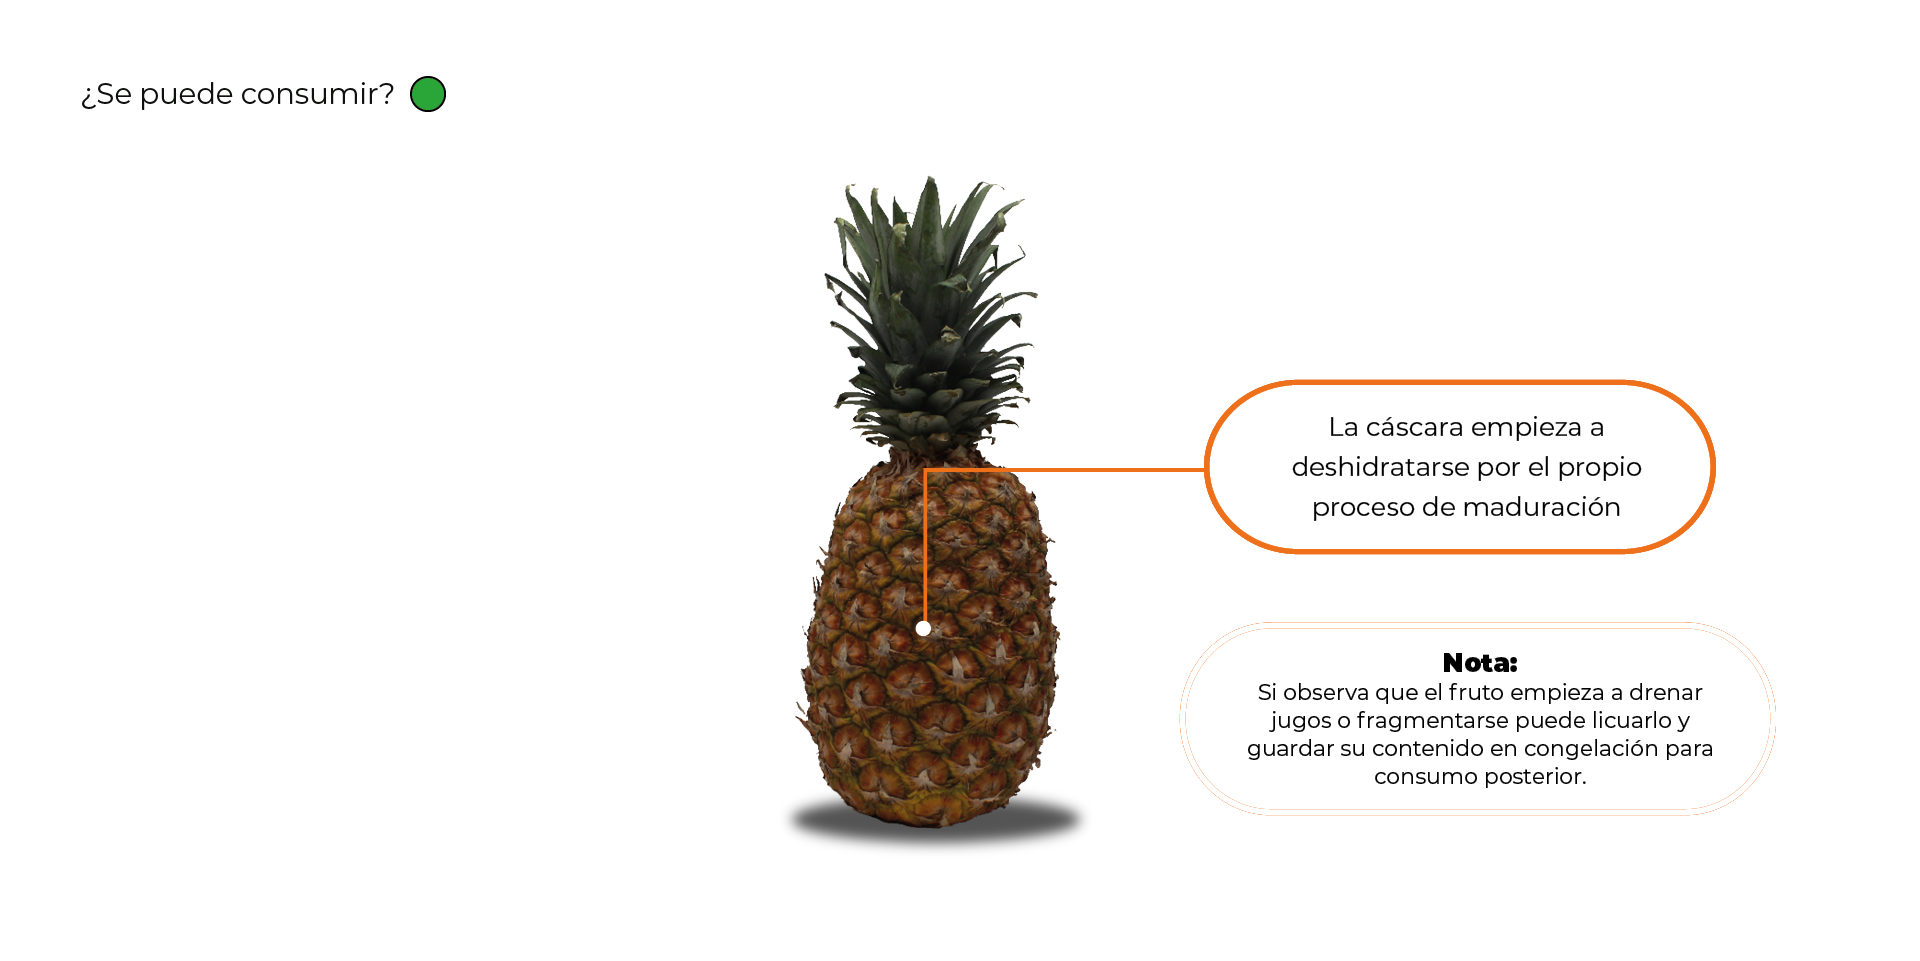 ¿Se puede consumir?
La cáscara empieza a
deshidratarse por el propio
proceso de maduración
Nota:
Si observa que el fruto empieza a drenar
jugos o fragmentarse puede licuarlo y
guardar su contenido en congelación para
consumo posterior.